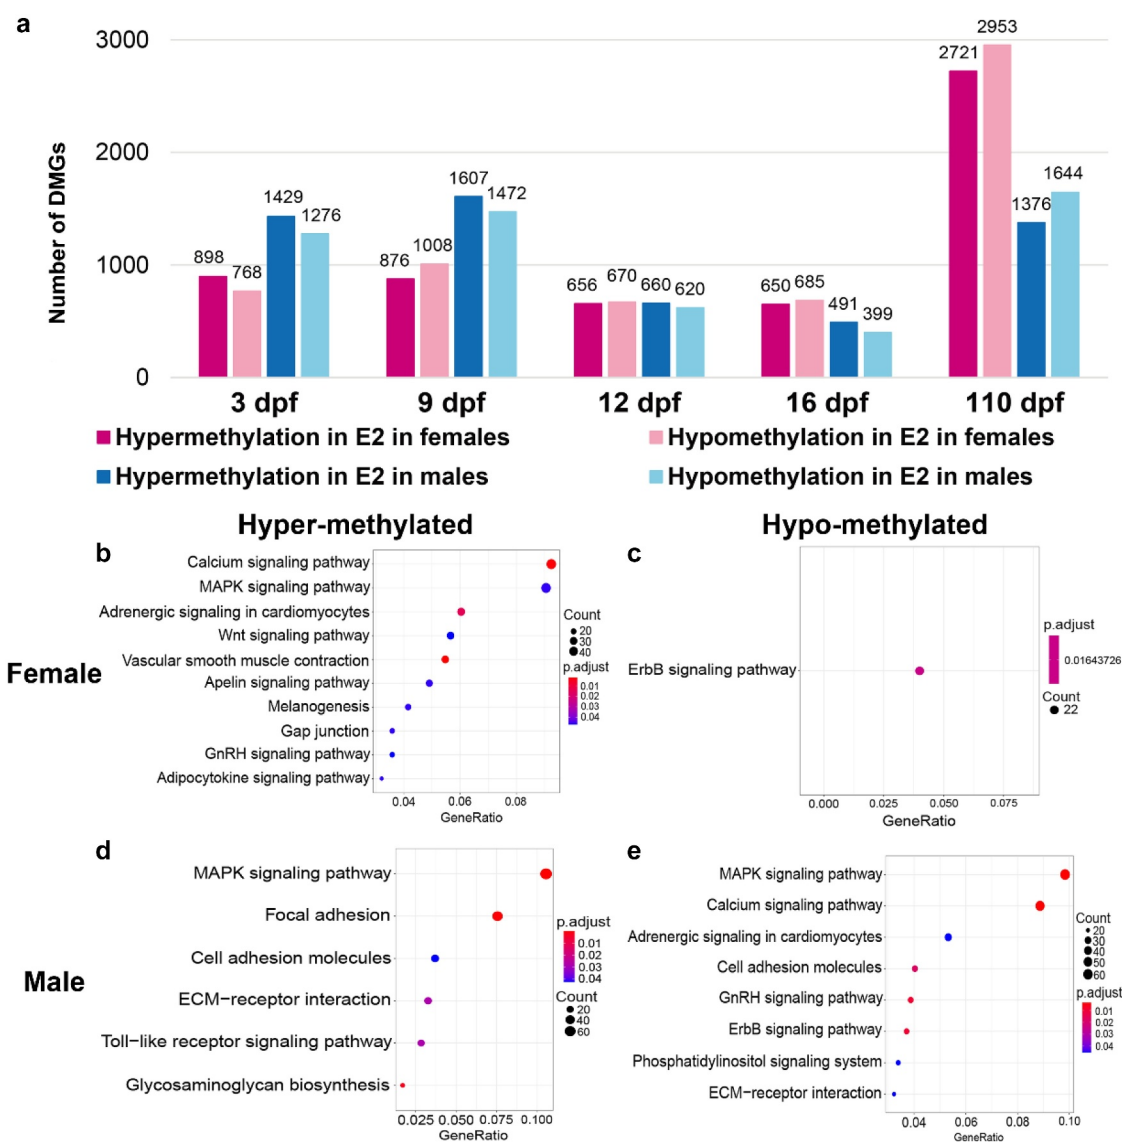 a
3000
2000
1000
0
Number of DMGs
898
768
1429
1276
876
1008
1607
1472
656
670
660
620
650
685
491
399
2721
2953
1376
1644
3 dpf
9 dpf
12 dpf
16 dpf
110 dpf
Hypermethylation in E2 in females
Hypomethylation in E2 in females
Hypermethylation in E2 in males
Hypomethylation in E2 in males
Hyper-methylated
Hypo-methylated
Female
Male
b
Calcium signaling pathway
MAPK signaling pathway
Adrenergic signaling in cardiomyocytes
Wnt signaling pathway
Vascular smooth muscle contraction
Apelin signaling pathway
Melanogenesis
Gap junction
GnRH signaling pathway
Adipocytokine signaling pathway
0.04 0.06 0.08
GeneRatio
Count
20
30
40
p.adjust
0.01
0.02
0.03
0.04
c
ErbB signaling pathway
0.000 0.025 0.050 0.075
GeneRatio
p.adjust
0.01643726
Count
22
d
MAPK signaling pathway
Focal adhesion
Cell adhesion molecules
ECM−receptor interaction
Toll−like receptor signaling pathway
Glycosaminoglycan biosynthesis
0.025 0.050 0.075 0.100
GeneRatio
p.adjust
0.01
0.02
0.03
0.04
Count
20
40
60
e
MAPK signaling pathway
Calcium signaling pathway
Adrenergic signaling in cardiomyocytes
Cell adhesion molecules
GnRH signaling pathway
ErbB signaling pathway
Phosphatidylinositol signaling system
ECM−receptor interaction
0.04 0.06 0.08 0.10
GeneRatio
Count
20
30
40
50
60
p.adjust
0.01
0.02
0.03
0.04